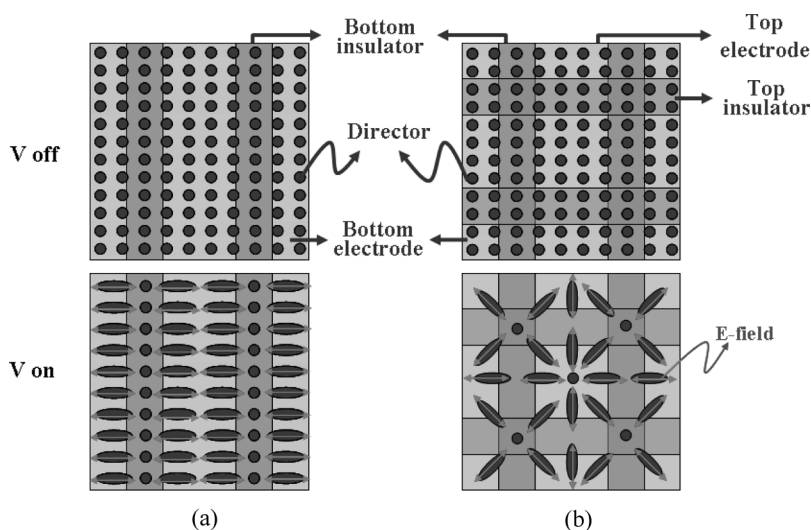 Bottom
insulator
Top
electrode
Top
insulator
V off
Director
Bottom
electrode
V on
E-field
(a)
(b)